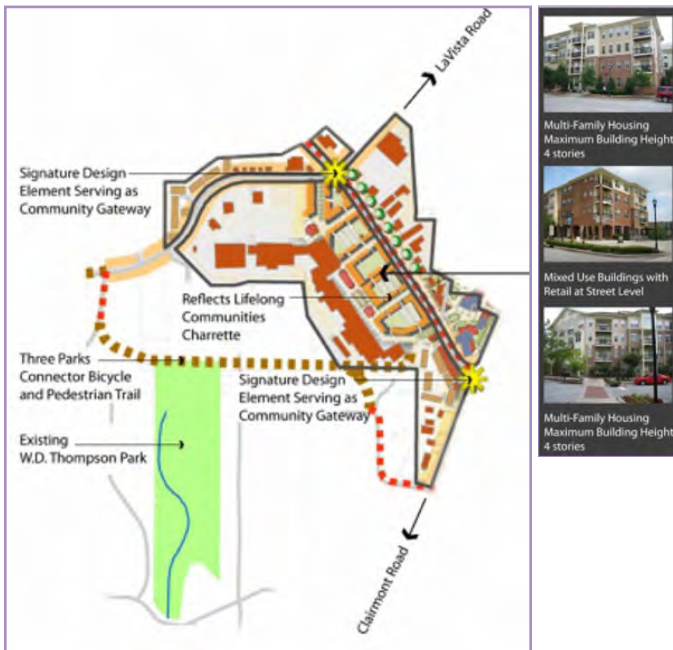 LaVista Road
Signature Design
Element Serving as
Community Gateway
Reflects Lifelong
Communities
Charrette
Three Parks
Connector Bicycle
and Pedestrian Trail
Signature Design
Element Serving as
Community Gateway
Existing
W.D. Thompson Park
Clairmont Road
Multi-Family Housing
Maximum Building Height
4 stories
Mixed Use Buildings with
Retail at Street Level
Multi-Family Housing
Maximum Building Height
4 stories